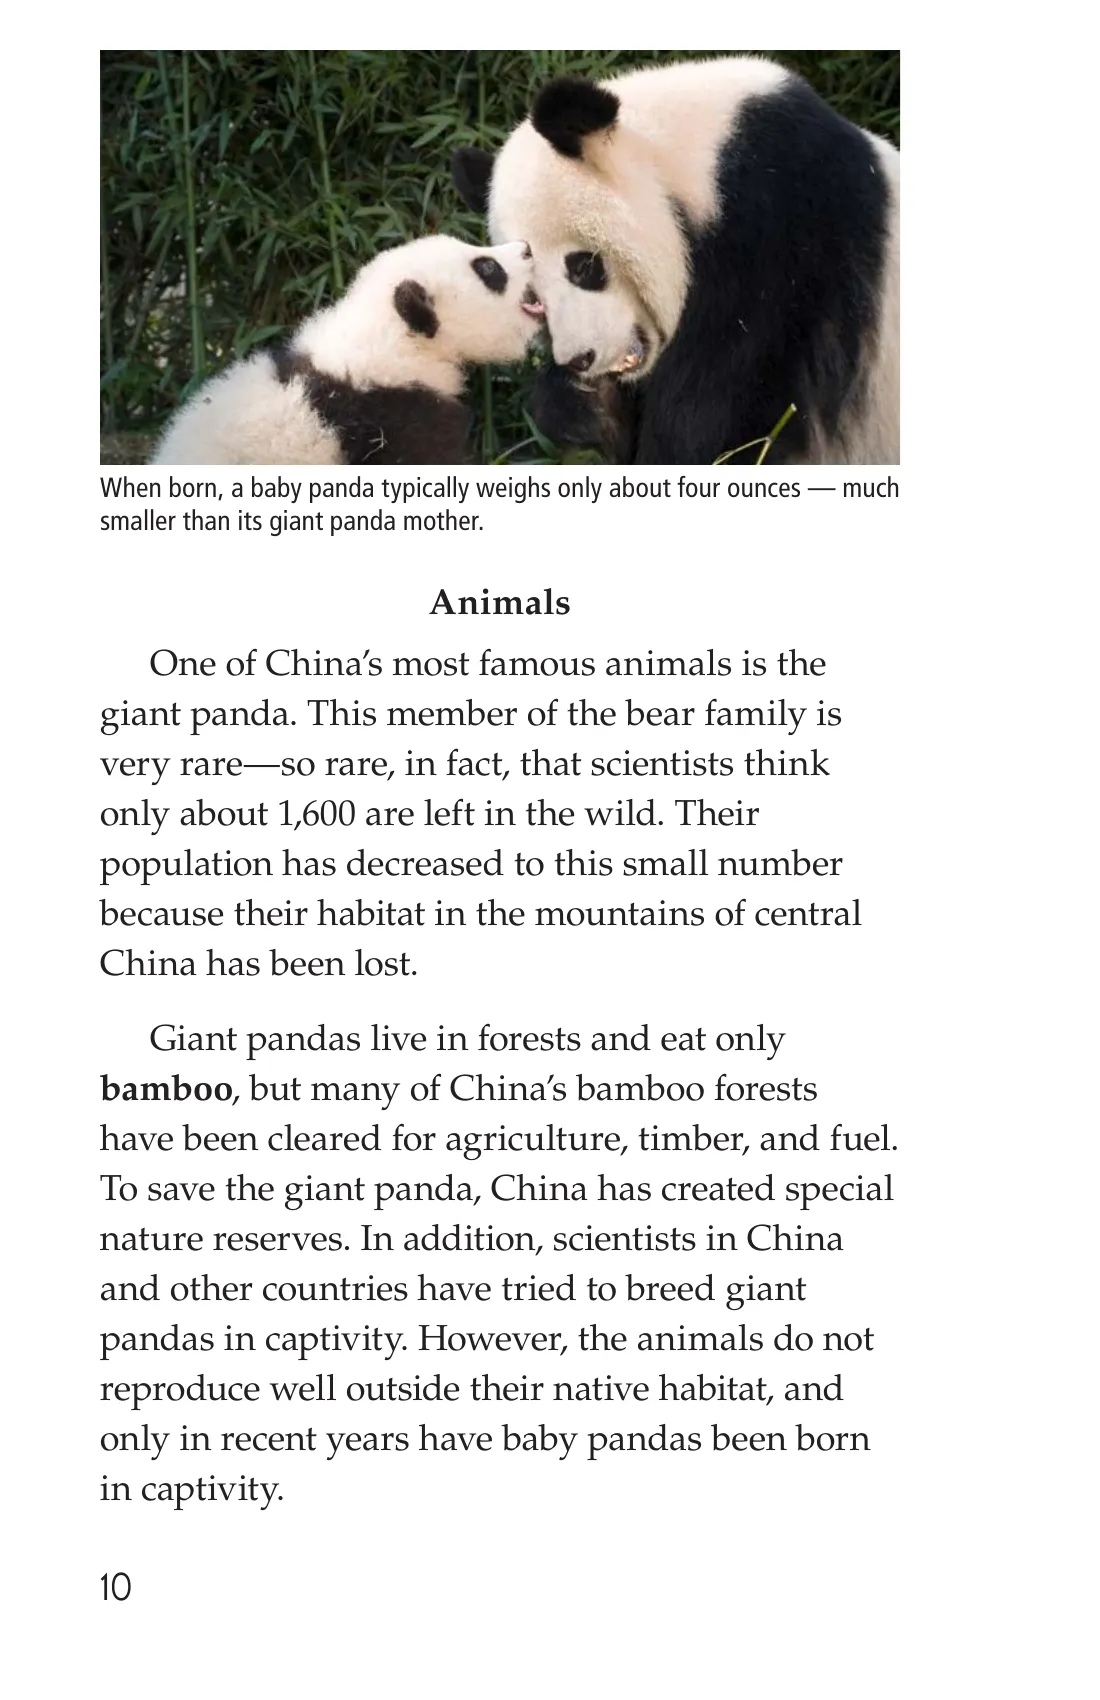 When born, a baby panda typically weighs only about four ounces — much
smaller than its giant panda mother.
Animals
One of China’s most famous animals is the
giant panda. This member of the bear family is
very rare—so rare, in fact, that scientists think
only about 1,600 are left in the wild. Their
population has decreased to this small number
because their habitat in the mountains of central
China has been lost.
Giant pandas live in forests and eat only
bamboo, but many of China’s bamboo forests
have been cleared for agriculture, timber, and fuel.
To save the giant panda, China has created special
nature reserves. In addition, scientists in China
and other countries have tried to breed giant
pandas in captivity. However, the animals do not
reproduce well outside their native habitat, and
only in recent years have baby pandas been born
in captivity.
10